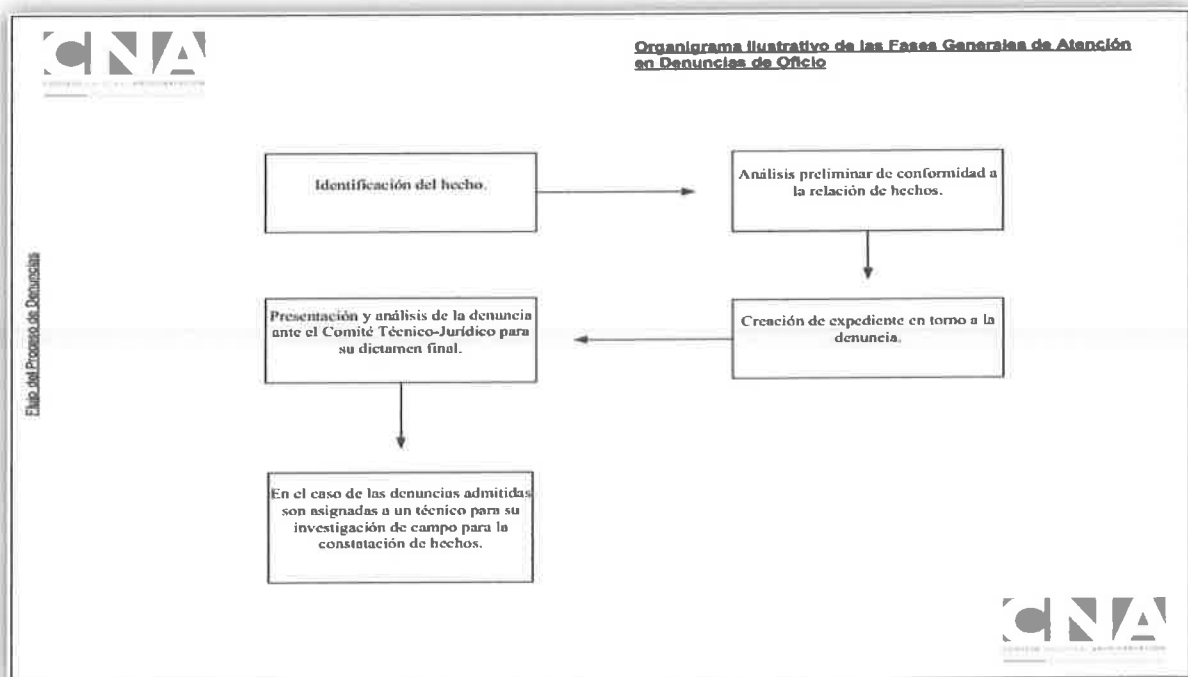 CNA
Organigrama ilustrativo de las Fases Generales de Atención
en Denuncias de Oficio
Flujo del Proceso de Denuncias
Identificación del hecho.
Análisis preliminar de conformidad a
la relación de hechos.
Creación de expediente en torno a la
denuncia.
Presentación y análisis de la denuncia
ante el Comité Técnico-Jurídico para
su dictamen final.
En el caso de las denuncias admitidas
son asignadas a un técnico para su
investigación de campo para la
constatación de hechos.
CNA